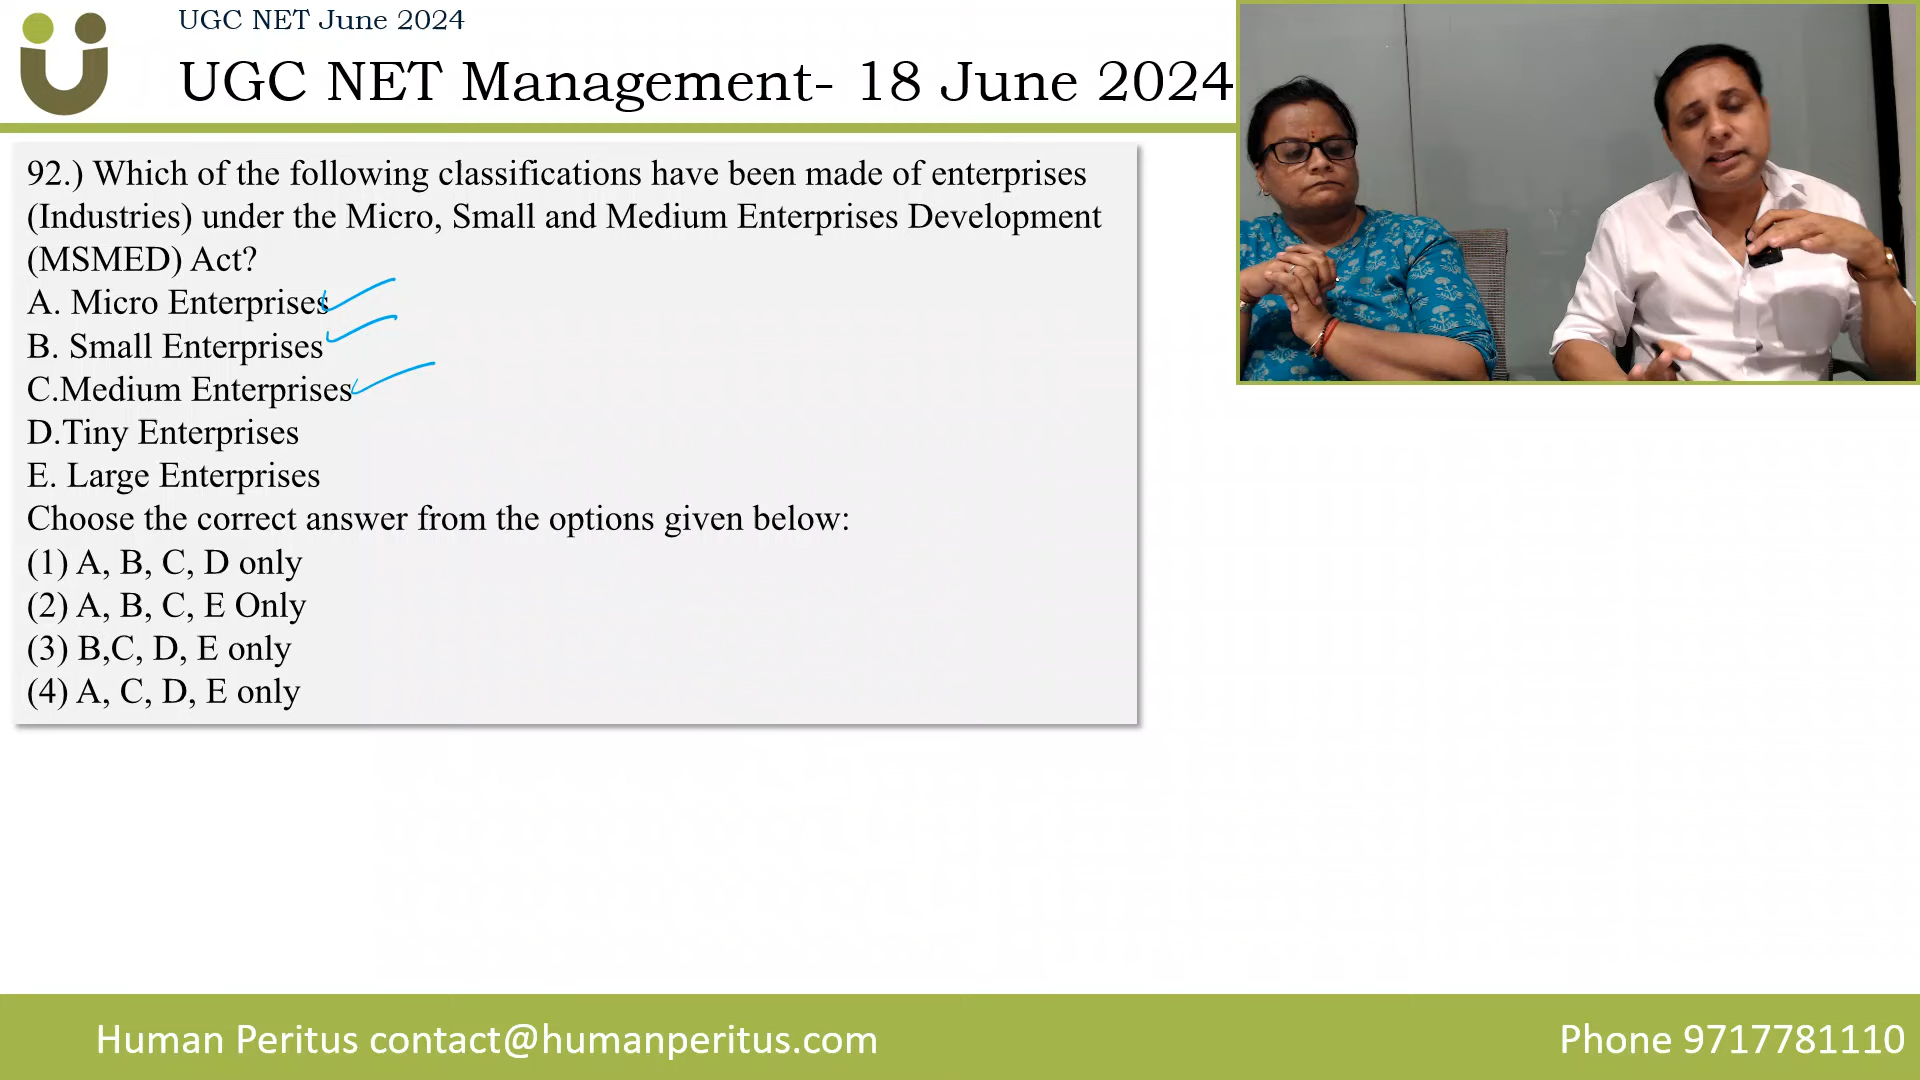 UGC NET June 2024
UGC NET Management- 18 June 2024
92.) Which of the following classifications have been made of enterprises
(Industries) under the Micro, Small and Medium Enterprises Development
(MSMED) Act?
A. Micro Enterprises
B. Small Enterprises
C.Medium Enterprises
D.Tiny Enterprises
E. Large Enterprises
Choose the correct answer from the options given below:
(1) A, B, C, D only
(2) A, B, C, E Only
(3) B,C, D, E only
(4) A, C, D, E only
Human Peritus contact@humanperitus.com
Phone 9717781110